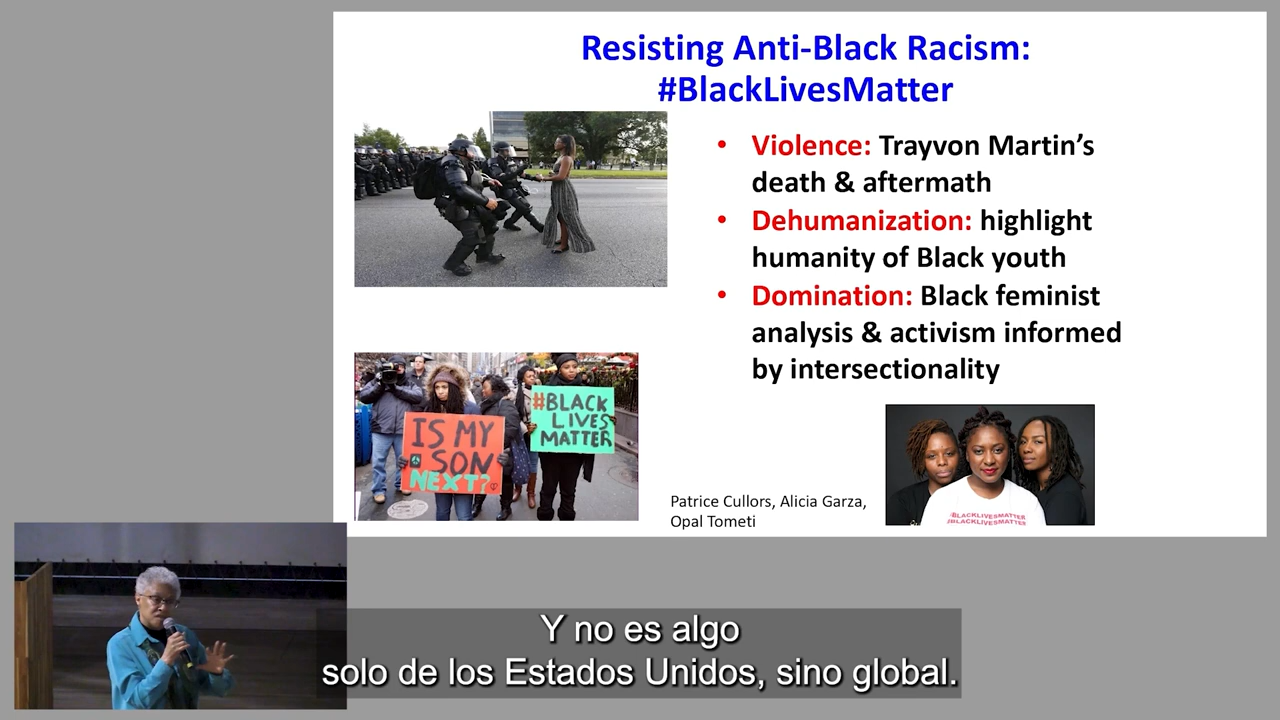 Resisting Anti-Black Racism:
#BlackLivesMatter
• Violence: Trayvon Martin’s
death & aftermath
• Dehumanization: highlight
humanity of Black youth
• Domination: Black feminist
analysis & activism informed
by intersectionality
IS MY
SON
NEXT?
#BLACK
LIVES
MATTER
Patrice Cullors, Alicia Garza,
Opal Tometi
#BLACKLIVESMATTER
#BLACKLIVESMATTER
Y no es algo
solo de los Estados Unidos, sino global.